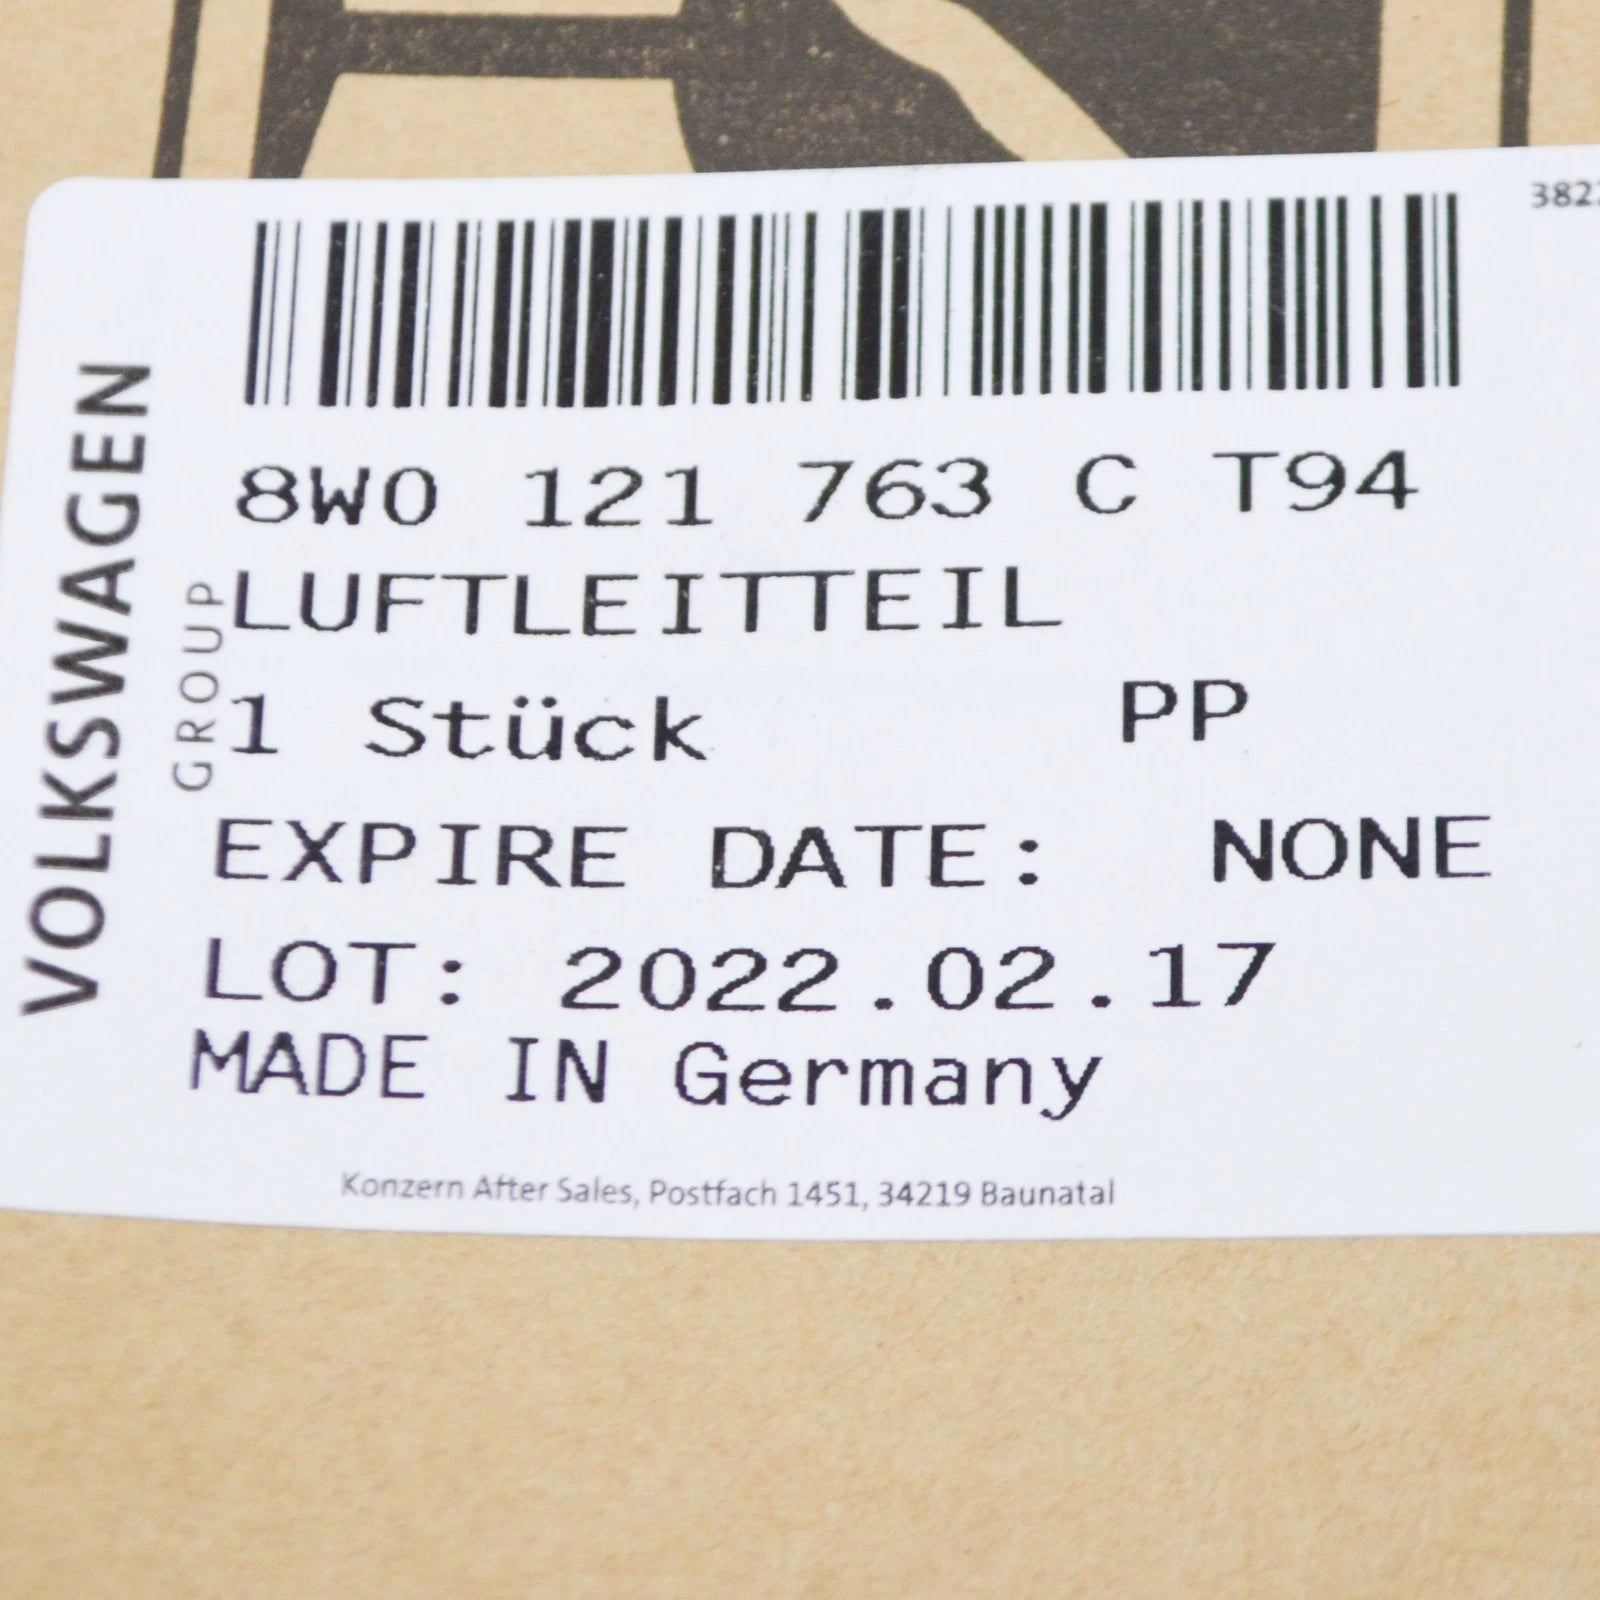 8W0 121 763 C T94
LUFTLEITTEIL
1 Stück PP
EXPIRE DATE: NONE
LOT: 2022.02.17
MADE IN Germany
Konzern After Sales, Postfach 1451, 34219 Baunatal
VOLKSWAGEN
GROUP